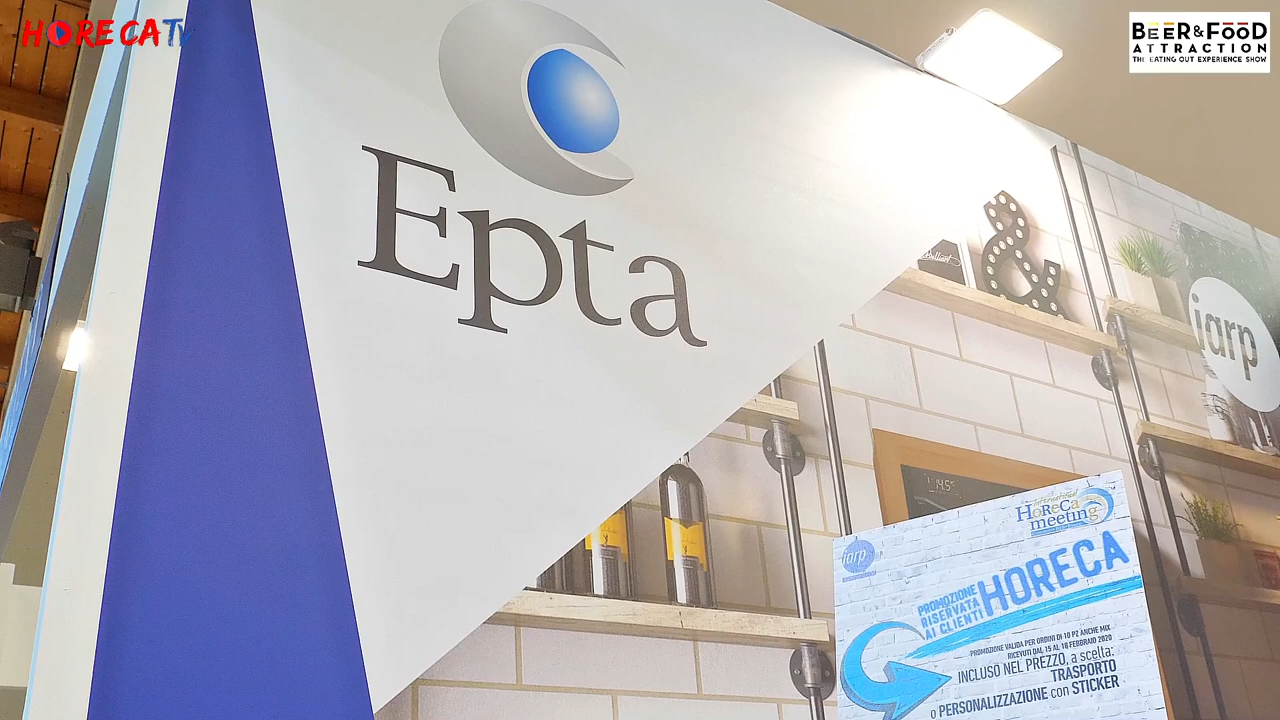 HORECATV
BEER&FOOD
ATTRACTION
THE EATING OUT EXPERIENCE SHOW
Epta
&
iarp
14.5°
International
HoReCa
meeting
iarp
PROMOZIONE
RISERVATA
AI CLIENTI
HORECA
PROMOZIONE VALIDA PER ORDINI DI 10 PZ ANCHE MIX
RICEVUTI DAL 15 AL 18 FEBBRAIO 2020
INCLUSO NEL PREZZO, a scelta:
TRASPORTO
o PERSONALIZZAZIONE con STICKER